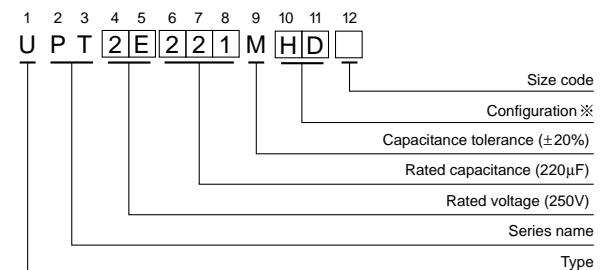 1 2 3 4 5 6 7 8 9 10 11 12
U P T 2 E 2 2 1 M H D
Size code
Configuration ※
Capacitance tolerance (±20%)
Rated capacitance (220µF)
Rated voltage (250V)
Series name
Type